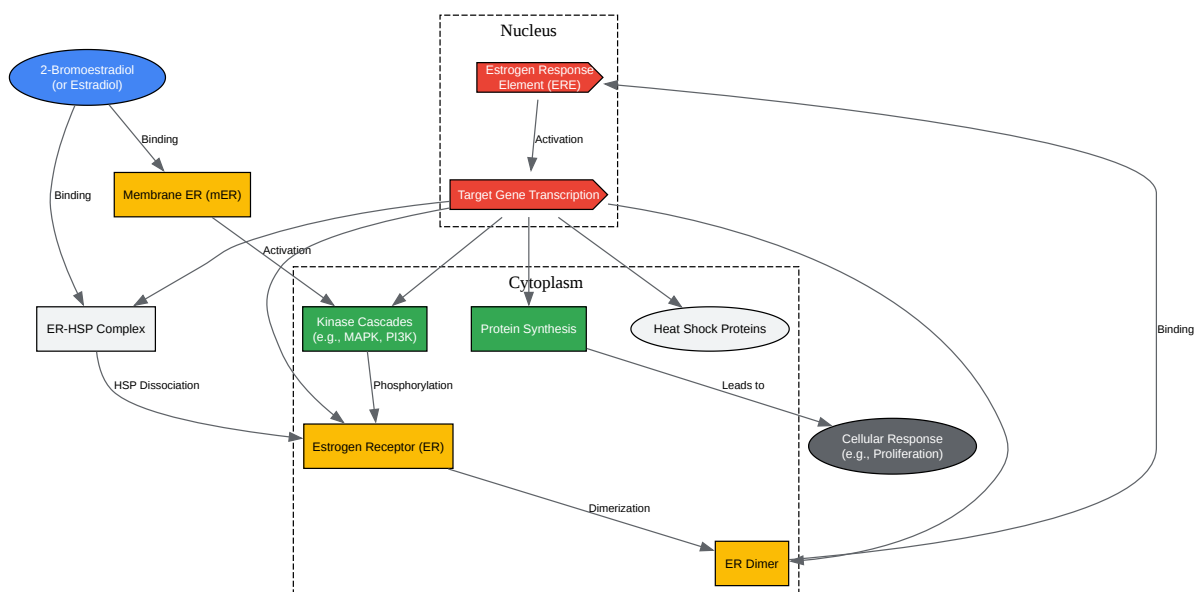 Nucleus
2-Bromoestradiol
(or Estradiol)
Estrogen Response
Element (ERE)
Binding
Activation
Membrane ER (mER)
Target Gene Transcription
Binding
Activation
Cytoplasm
ER-HSP Complex
Kinase Cascades
(e.g., MAPK, PI3K)
Protein Synthesis
Heat Shock Proteins
Binding
HSP Dissociation
Phosphorylation
Leads to
Estrogen Receptor (ER)
Cellular Response
(e.g., Proliferation)
Dimerization
ER Dimer